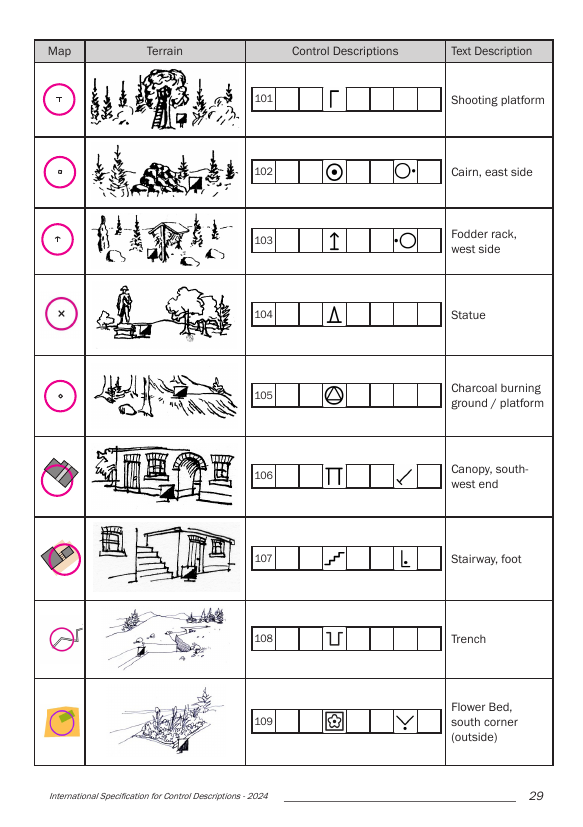 Map Terrain Control Descriptions Text Description
101 Shooting platform
102 Cairn, east side
103 Fodder rack,
west side
104 Statue
105 Charcoal burning
ground / platform
106 Canopy, south-
west end
107 Stairway, foot
108 Trench
109 Flower Bed,
south corner
(outside)
International Specification for Control Descriptions - 2024 29